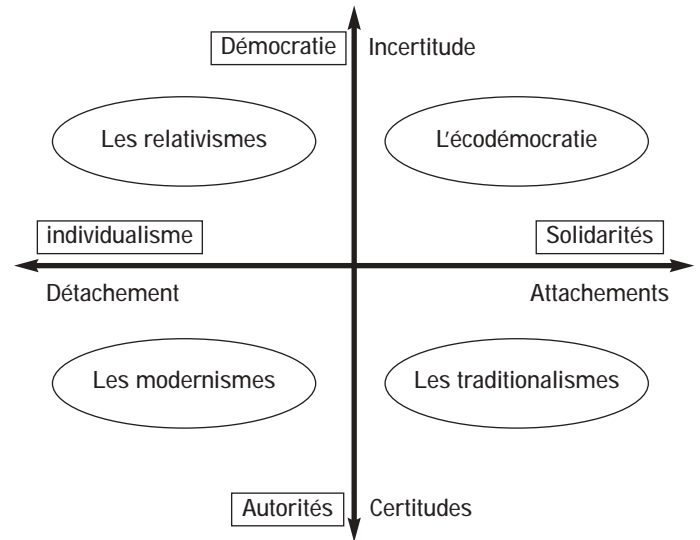 Démocratie Incertitude
Les relativismes L'écodémocratie
individualisme Solidarités
Détachement Attachements
Les modernismes Les traditionalismes
Autorités Certitudes